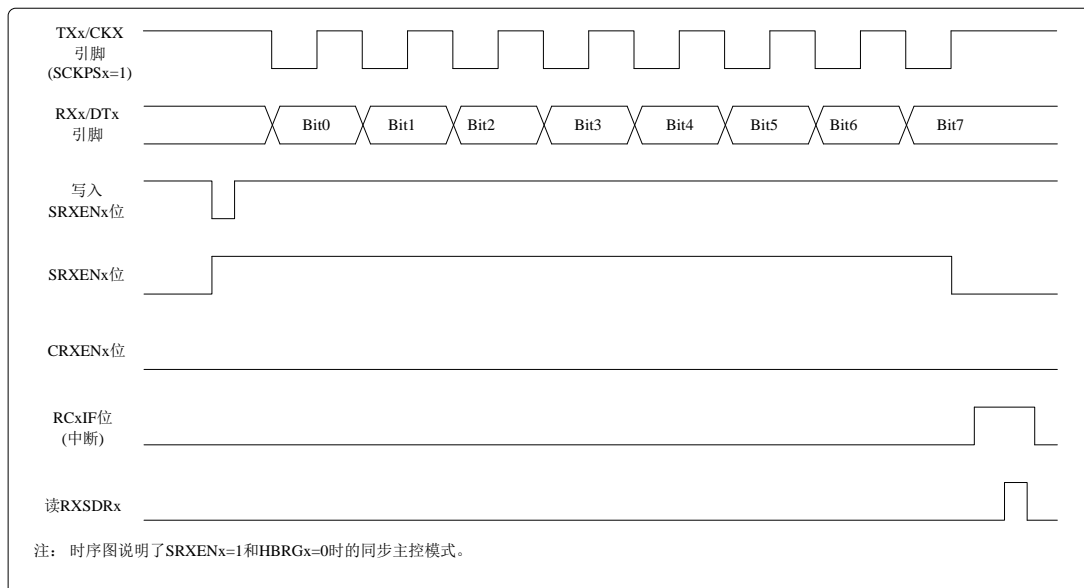 TXx/CKX
引脚
(SCKPSx=1)
RXx/DTx
引脚
Bit0 Bit1 Bit2 Bit3 Bit4 Bit5 Bit6 Bit7
写入
SRXENx位
SRXENx位
CRXENx位
RCxIF位
(中断)
读RXSDRx
注： 时序图说明了SRXENx=1和HBRGx=0时的同步主控模式。